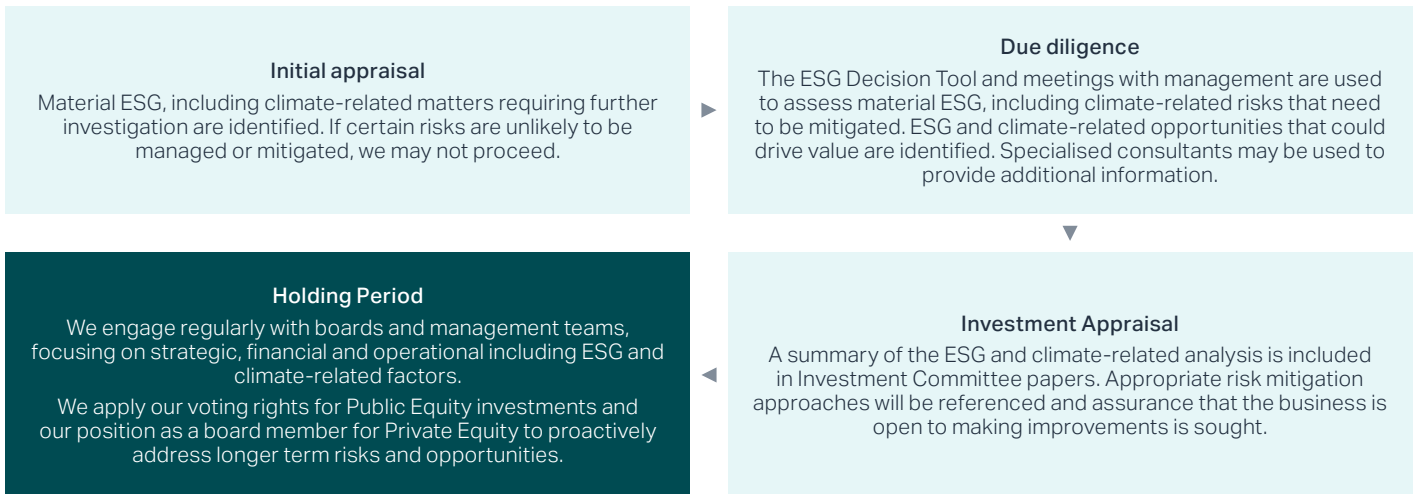 Initial appraisal
Material ESG, including climate-related matters requiring further
investigation are identified. If certain risks are unlikely to be
managed or mitigated, we may not proceed.
Due diligence
The ESG Decision Tool and meetings with management are used
to assess material ESG, including climate-related risks that need
to be mitigated. ESG and climate-related opportunities that could
drive value are identified. Specialised consultants may be used to
provide additional information.
Investment Appraisal
A summary of the ESG and climate-related analysis is included
in Investment Committee papers. Appropriate risk mitigation
approaches will be referenced and assurance that the business is
open to making improvements is sought.
Holding Period
We engage regularly with boards and management teams,
focusing on strategic, financial and operational including ESG and
climate-related factors.
We apply our voting rights for Public Equity investments and
our position as a board member for Private Equity to proactively
address longer term risks and opportunities.